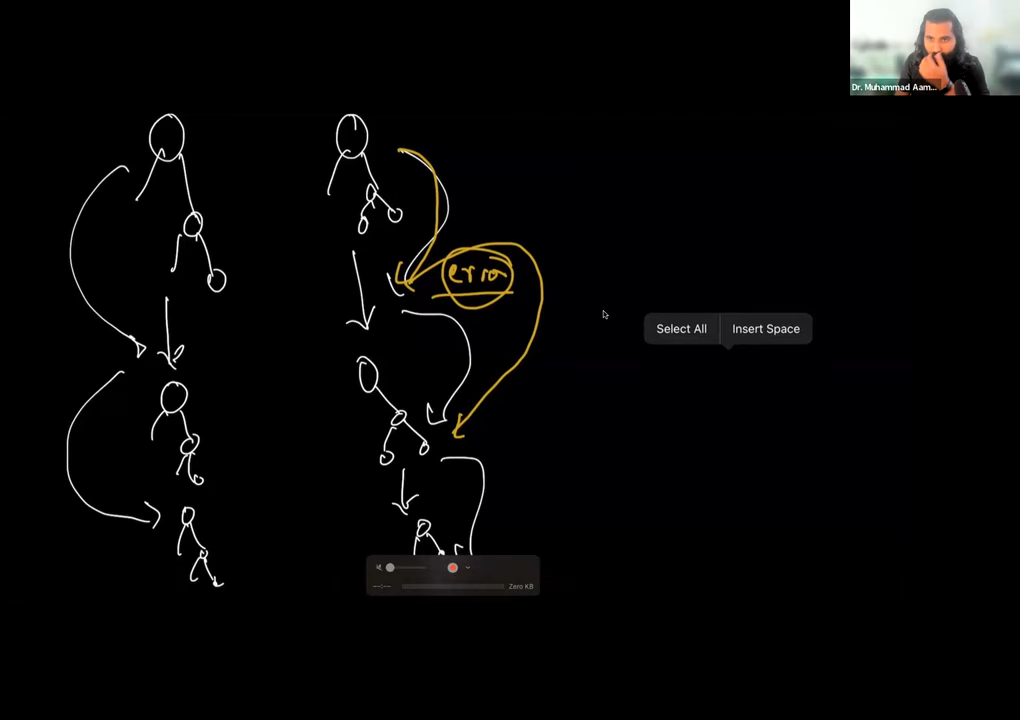 Dr. Muhammad Aam...
error
Select All
Insert Space
--:--
Zero KB